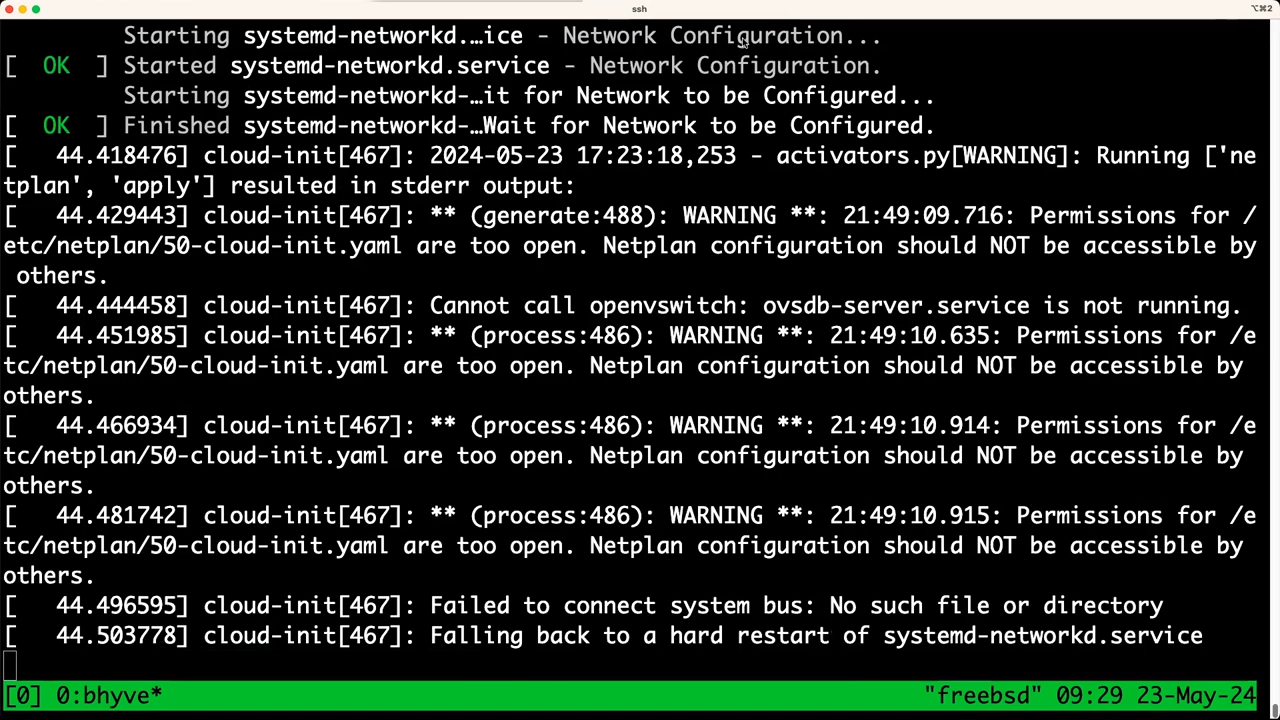 ssh
⌥⌘2
Starting systemd-networkd.…ice - Network Configuration...
[  OK  ] Started systemd-networkd.service - Network Configuration.
Starting systemd-networkd-…it for Network to be Configured...
[  OK  ] Finished systemd-networkd-…Wait for Network to be Configured.
[   44.418476] cloud-init[467]: 2024-05-23 17:23:18,253 - activators.py[WARNING]: Running ['ne
tplan', 'apply'] resulted in stderr output:
[   44.429443] cloud-init[467]: ** (generate:488): WARNING **: 21:49:09.716: Permissions for /
etc/netplan/50-cloud-init.yaml are too open. Netplan configuration should NOT be accessible by
others.
[   44.444458] cloud-init[467]: Cannot call openvswitch: ovsdb-server.service is not running.
[   44.451985] cloud-init[467]: ** (process:486): WARNING **: 21:49:10.635: Permissions for /e
tc/netplan/50-cloud-init.yaml are too open. Netplan configuration should NOT be accessible by
others.
[   44.466934] cloud-init[467]: ** (process:486): WARNING **: 21:49:10.914: Permissions for /e
tc/netplan/50-cloud-init.yaml are too open. Netplan configuration should NOT be accessible by
others.
[   44.481742] cloud-init[467]: ** (process:486): WARNING **: 21:49:10.915: Permissions for /e
tc/netplan/50-cloud-init.yaml are too open. Netplan configuration should NOT be accessible by
others.
[   44.496595] cloud-init[467]: Failed to connect system bus: No such file or directory
[   44.503778] cloud-init[467]: Falling back to a hard restart of systemd-networkd.service
[0] 0:bhyve* "freebsd" 09:29 23-May-24